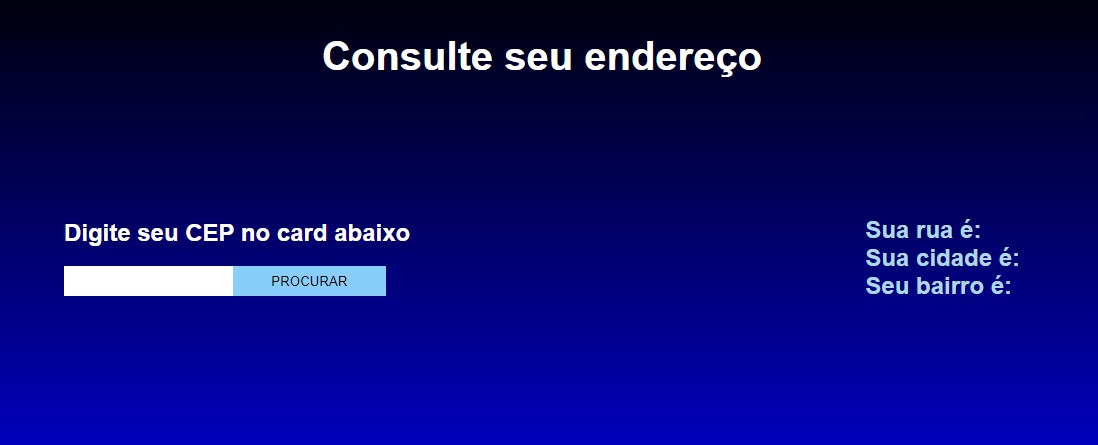 Consulte seu endereço
Digite seu CEP no card abaixo
PROCURAR
Sua rua é:
Sua cidade é:
Seu bairro é: